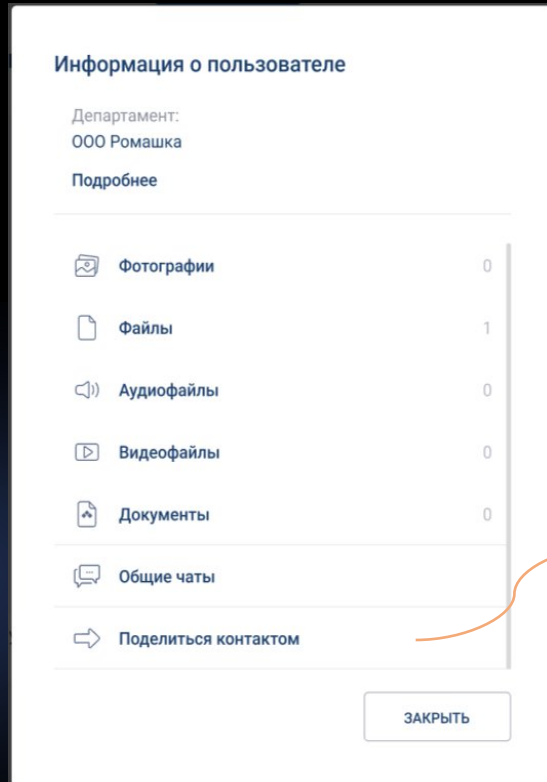 Информация о пользователе
Департамент:
ООО Ромашка
Подробнее
Фотографии 0
Файлы 1
Аудиофайлы 0
Видеофайлы 0
Документы 0
Общие чаты
Поделиться контактом
ЗАКРЫТЬ